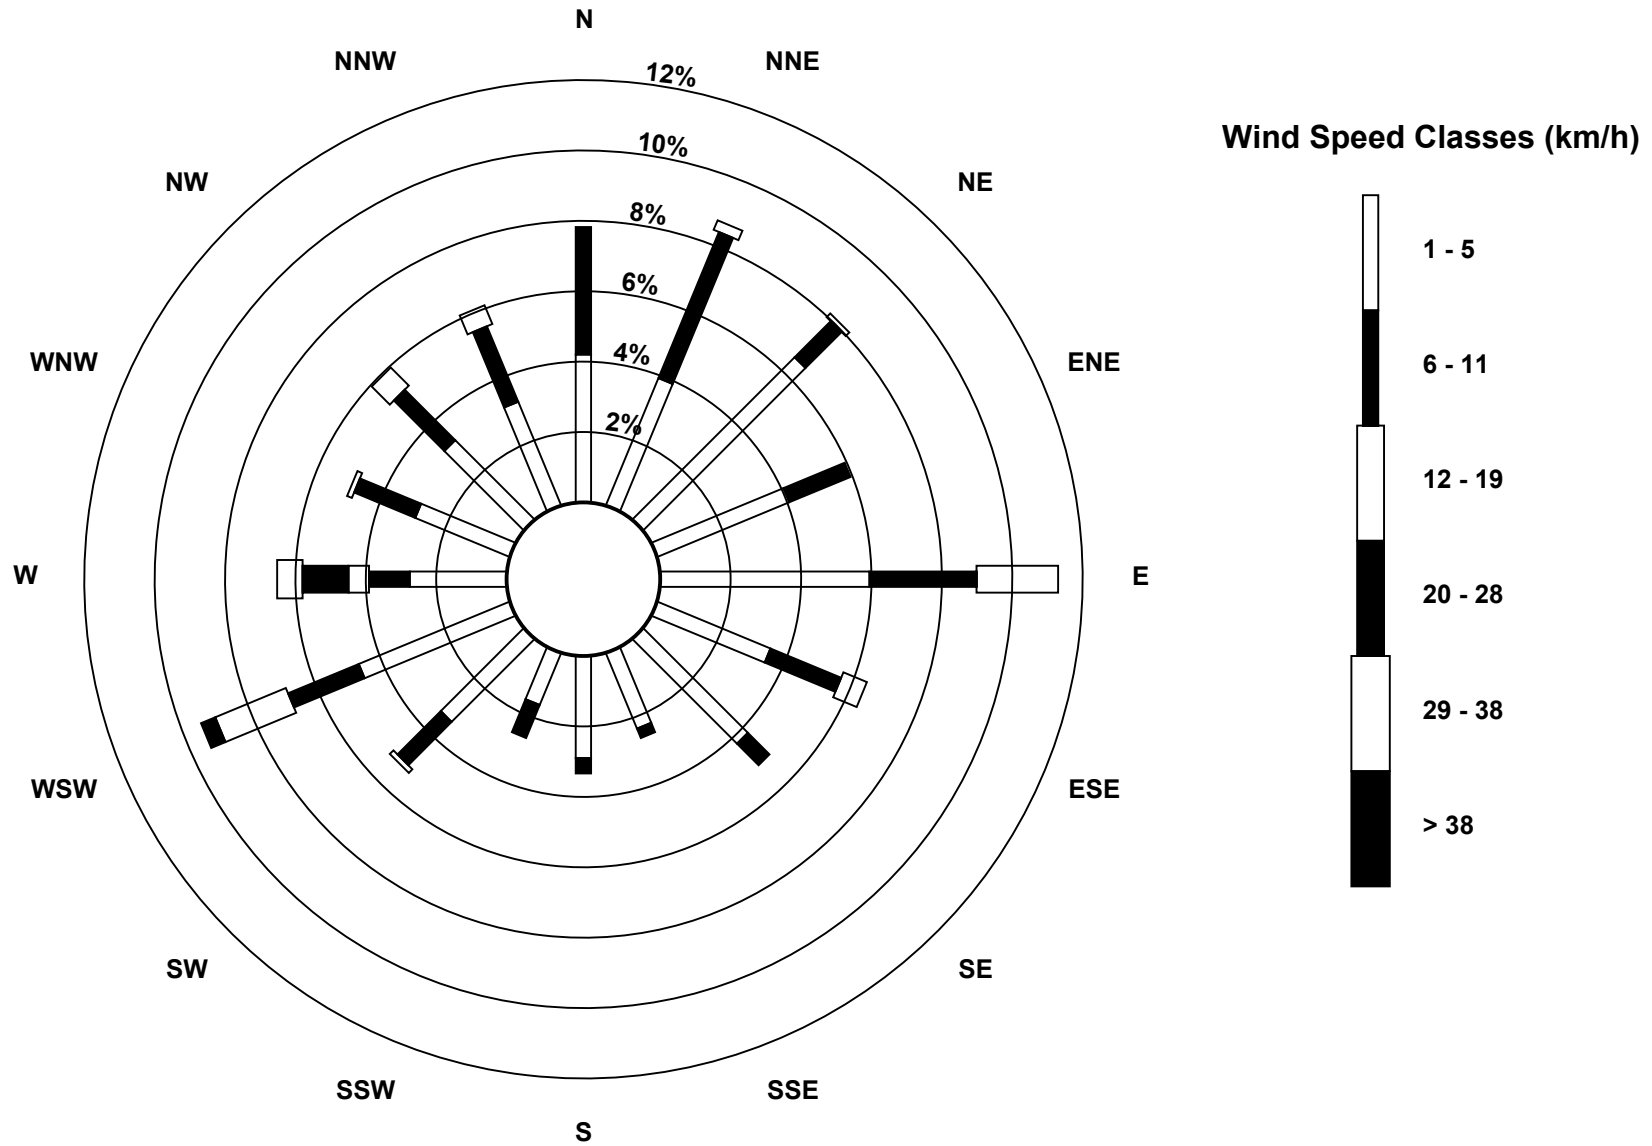 N
NNW
NNE
12%
Wind Speed Classes (km/h)
10%
NW
NE
8%
1 - 5
6%
WNW
4%
ENE
6 - 11
2%
12 - 19
W
E
20 - 28
29 - 38
WSW
ESE
> 38
SW
SE
SSW
SSE
S